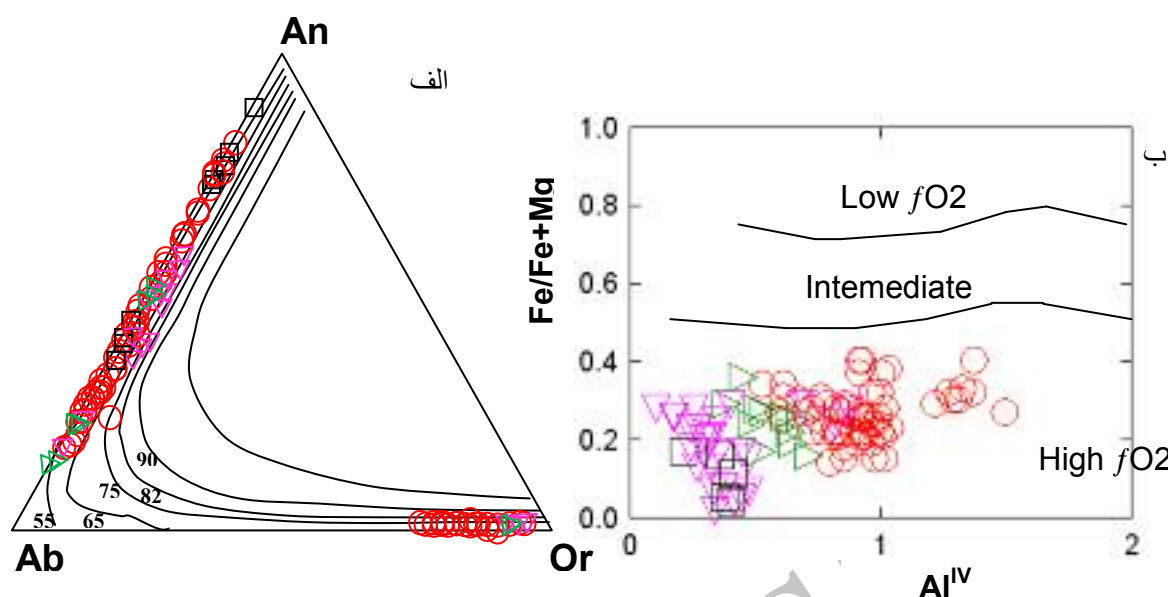 An
الف
90
75
82
55
65
Ab
Or
ب
1.0
0.8
0.6
0.4
0.2
0.0
Fe/Fe+Mg
Low fO2
Intemediate
High fO2
0
1
2
Al^IV